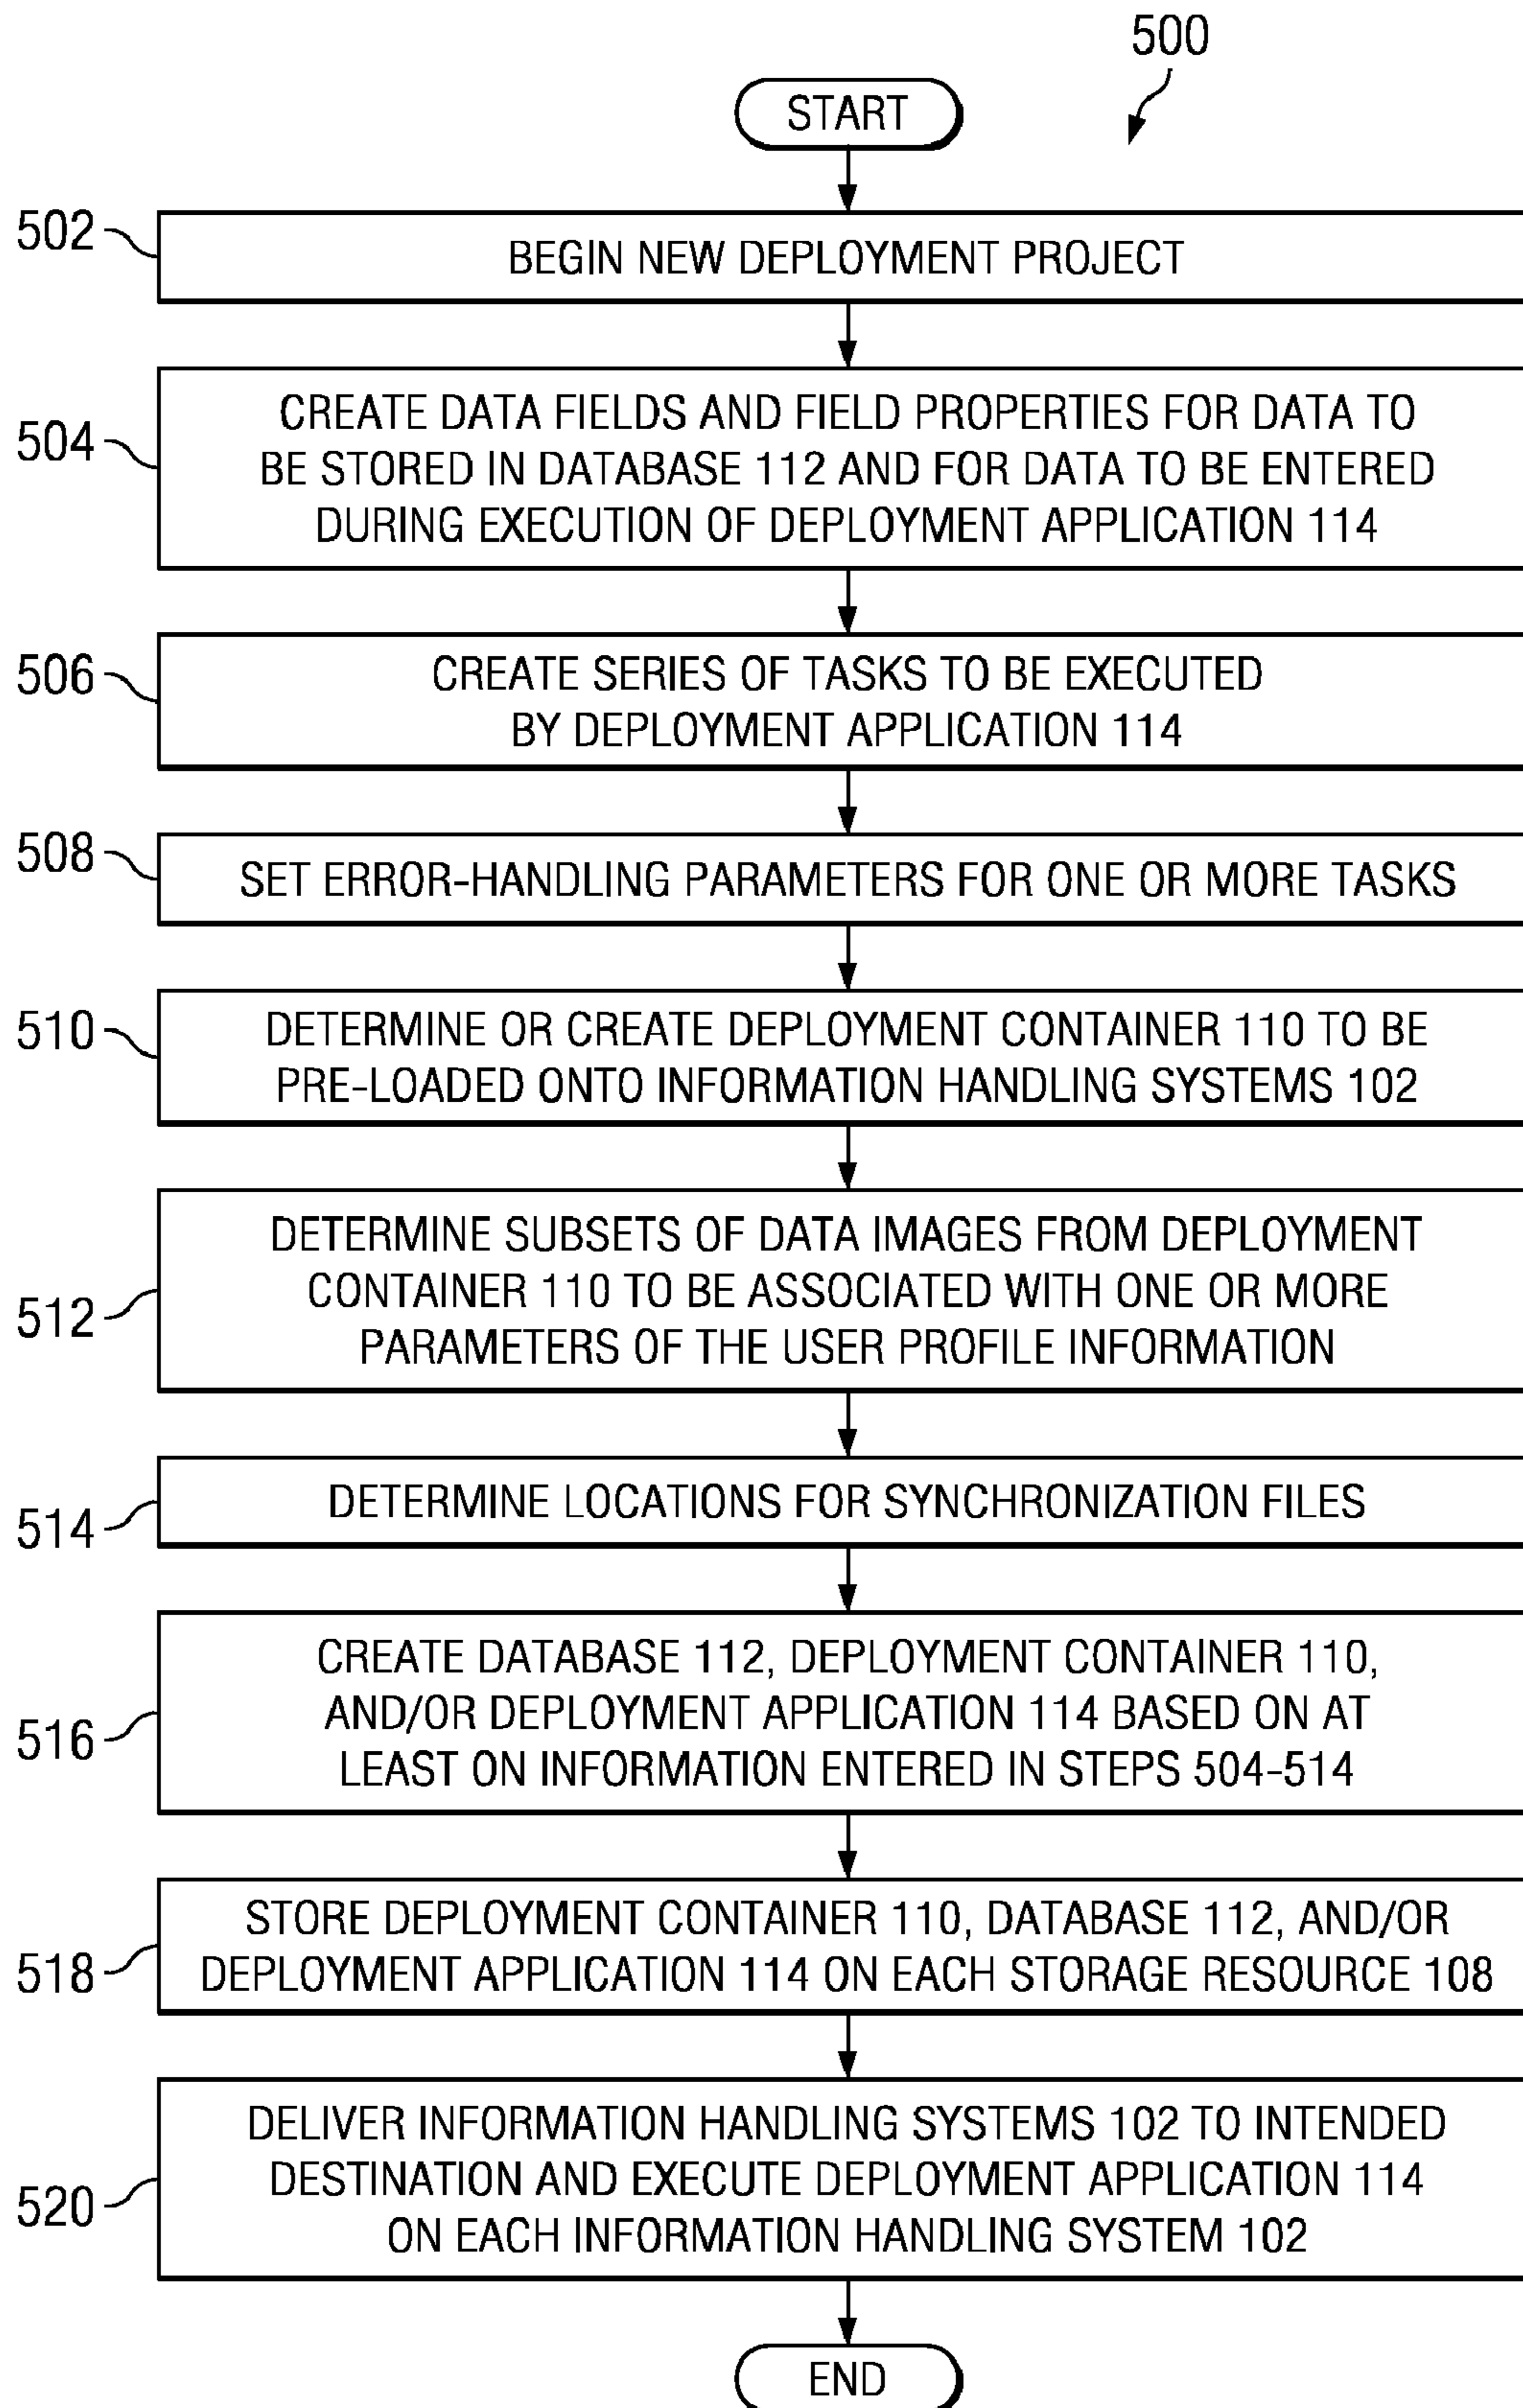 500
START
502
BEGIN NEW DEPLOYMENT PROJECT
504
CREATE DATA FIELDS AND FIELD PROPERTIES FOR DATA TO
BE STORED IN DATABASE 112 AND FOR DATA TO BE ENTERED
DURING EXECUTION OF DEPLOYMENT APPLICATION 114
506
CREATE SERIES OF TASKS TO BE EXECUTED
BY DEPLOYMENT APPLICATION 114
508
SET ERROR-HANDLING PARAMETERS FOR ONE OR MORE TASKS
510
DETERMINE OR CREATE DEPLOYMENT CONTAINER 110 TO BE
PRE-LOADED ONTO INFORMATION HANDLING SYSTEMS 102
512
DETERMINE SUBSETS OF DATA IMAGES FROM DEPLOYMENT
CONTAINER 110 TO BE ASSOCIATED WITH ONE OR MORE
PARAMETERS OF THE USER PROFILE INFORMATION
514
DETERMINE LOCATIONS FOR SYNCHRONIZATION FILES
516
CREATE DATABASE 112, DEPLOYMENT CONTAINER 110,
AND/OR DEPLOYMENT APPLICATION 114 BASED ON AT
LEAST ON INFORMATION ENTERED IN STEPS 504-514
518
STORE DEPLOYMENT CONTAINER 110, DATABASE 112, AND/OR
DEPLOYMENT APPLICATION 114 ON EACH STORAGE RESOURCE 108
520
DELIVER INFORMATION HANDLING SYSTEMS 102 TO INTENDED
DESTINATION AND EXECUTE DEPLOYMENT APPLICATION 114
ON EACH INFORMATION HANDLING SYSTEM 102
END